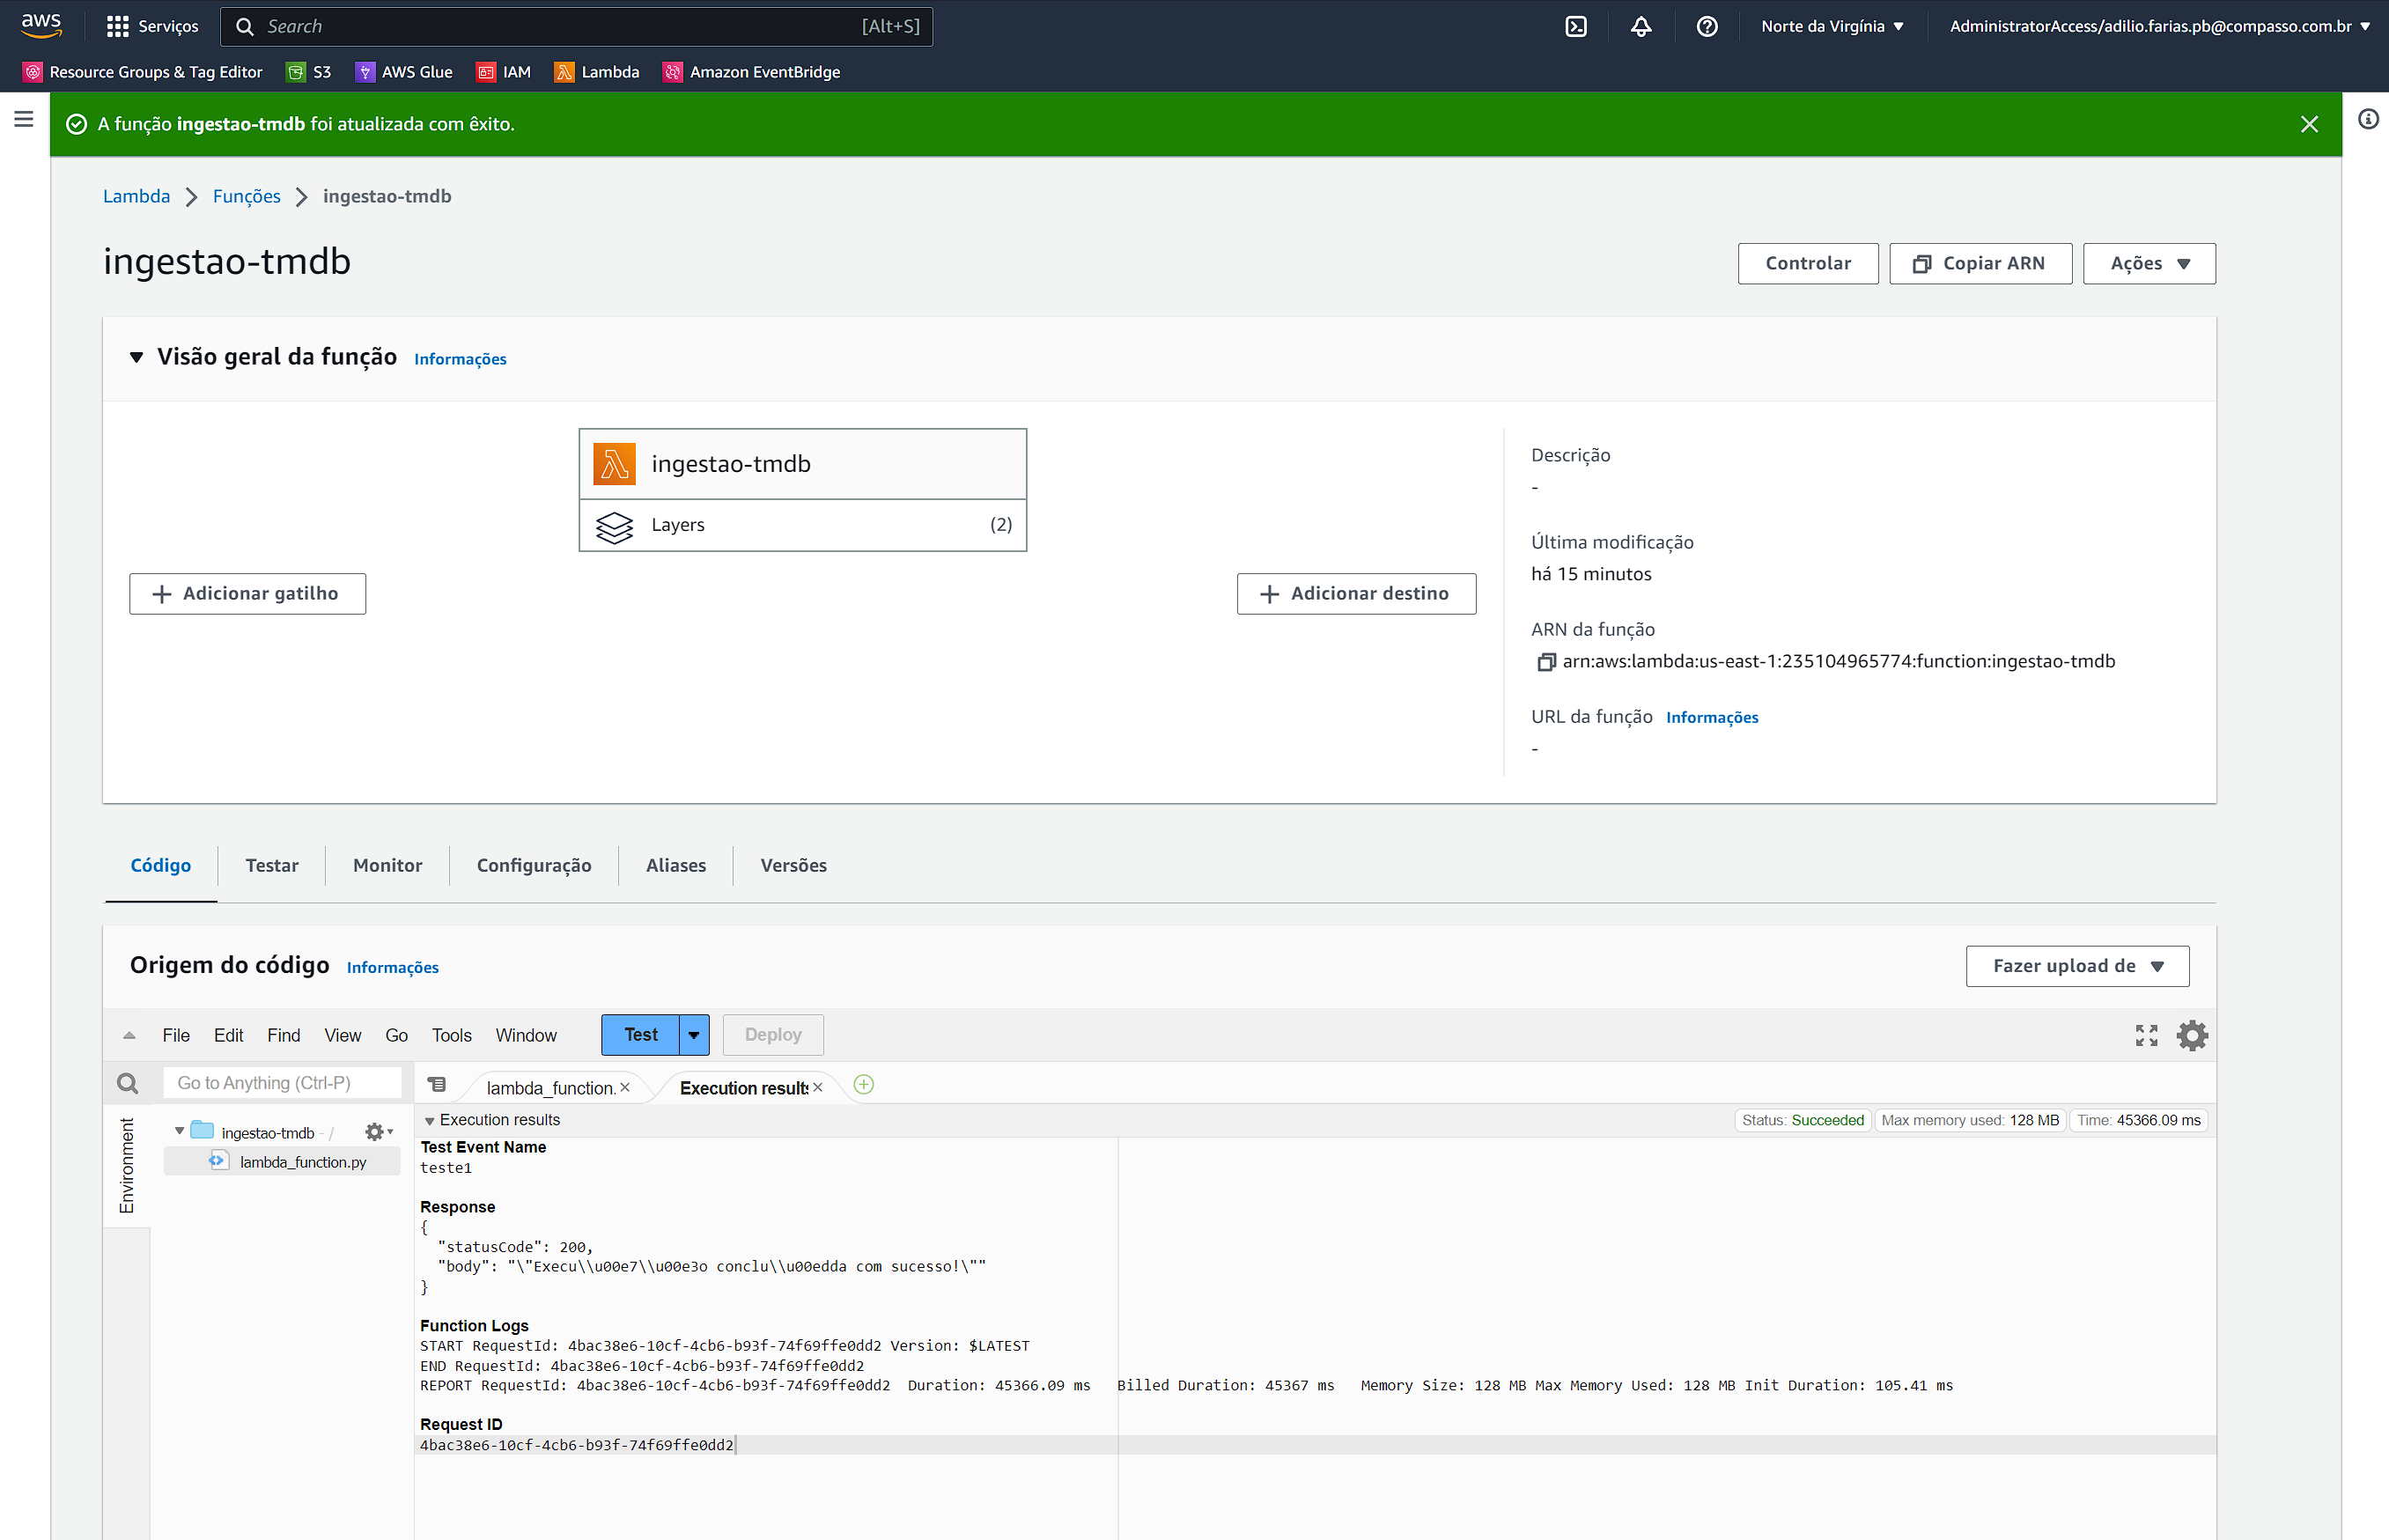 aws
Serviços
Search
[Alt+S]
Norte da Virgínia
AdministratorAccess/adilio.farias.pb@compasso.com.br
Resource Groups & Tag Editor
S3
AWS Glue
IAM
Lambda
Amazon EventBridge
A função ingestao-tmdb foi atualizada com êxito.
Lambda
Funções
ingestao-tmdb
ingestao-tmdb
Controlar
Copiar ARN
Ações
Visão geral da função
Informações
ingestao-tmdb
Layers
(2)
Adicionar gatilho
Adicionar destino
Descrição
-
Última modificação
há 15 minutos
ARN da função
arn:aws:lambda:us-east-1:235104965774:function:ingestao-tmdb
URL da função
Informações
-
Código
Testar
Monitor
Configuração
Aliases
Versões
Origem do código
Informações
Fazer upload de
File
Edit
Find
View
Go
Tools
Window
Test
Deploy
Go to Anything (Ctrl-P)
lambda_function.
Execution results
Environment
ingestao-tmdb - /
lambda_function.py
Execution results
Status: Succeeded
Max memory used: 128 MB
Time: 45366.09 ms
Test Event Name
teste1
Response
{
"statusCode": 200,
"body": "\"Execu\\u00e7\\u00e3o conclu\\u00edda com sucesso!\""
}
Function Logs
START RequestId: 4bac38e6-10cf-4cb6-b93f-74f69ffe0dd2 Version: $LATEST
END RequestId: 4bac38e6-10cf-4cb6-b93f-74f69ffe0dd2
REPORT RequestId: 4bac38e6-10cf-4cb6-b93f-74f69ffe0dd2 Duration: 45366.09 ms Billed Duration: 45367 ms Memory Size: 128 MB Max Memory Used: 128 MB Init Duration: 105.41 ms
Request ID
4bac38e6-10cf-4cb6-b93f-74f69ffe0dd2